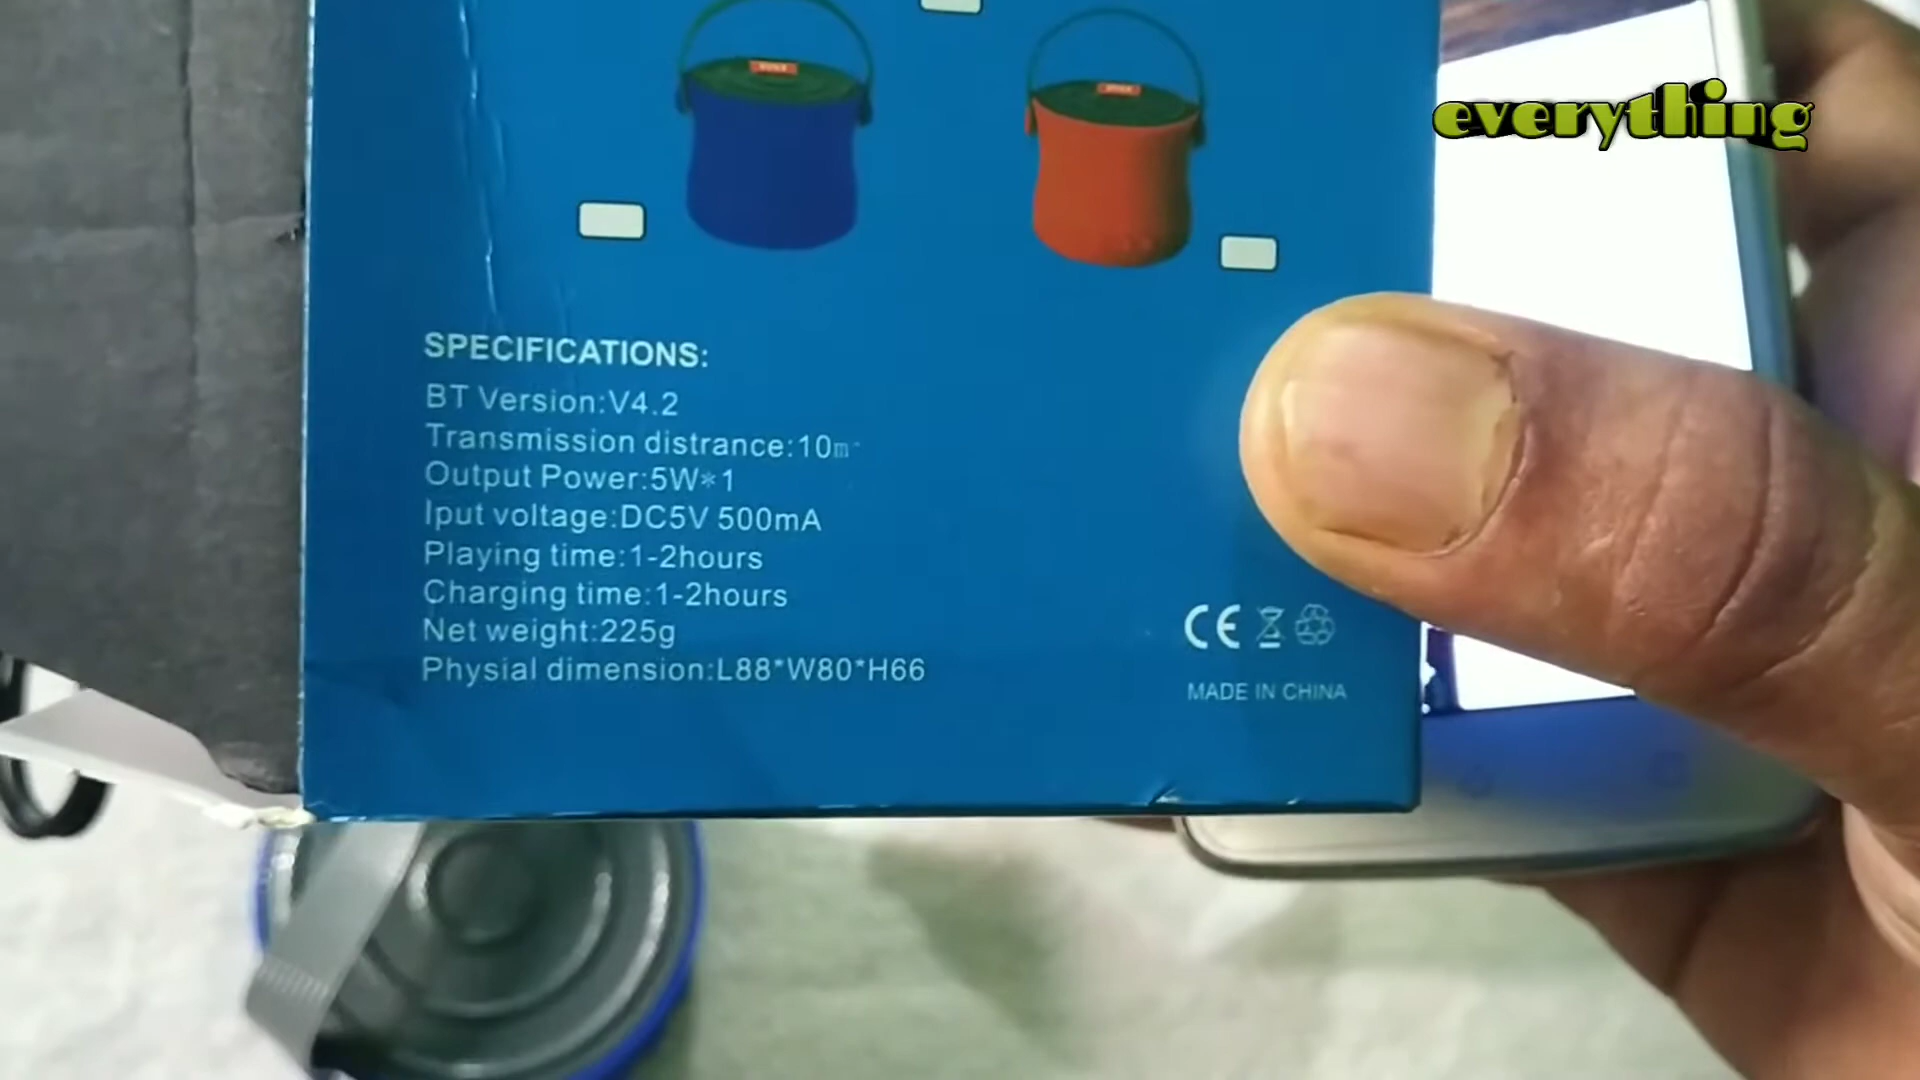 everything
SPECIFICATIONS:
BT Version:V4.2
Transmission distrance:10m
Output Power:5W*1
Iput voltage:DC5V 500mA
Playing time:1-2hours
Charging time:1-2hours
Net weight:225g
Physial dimension:L88*W80*H66
CE
MADE IN CHINA